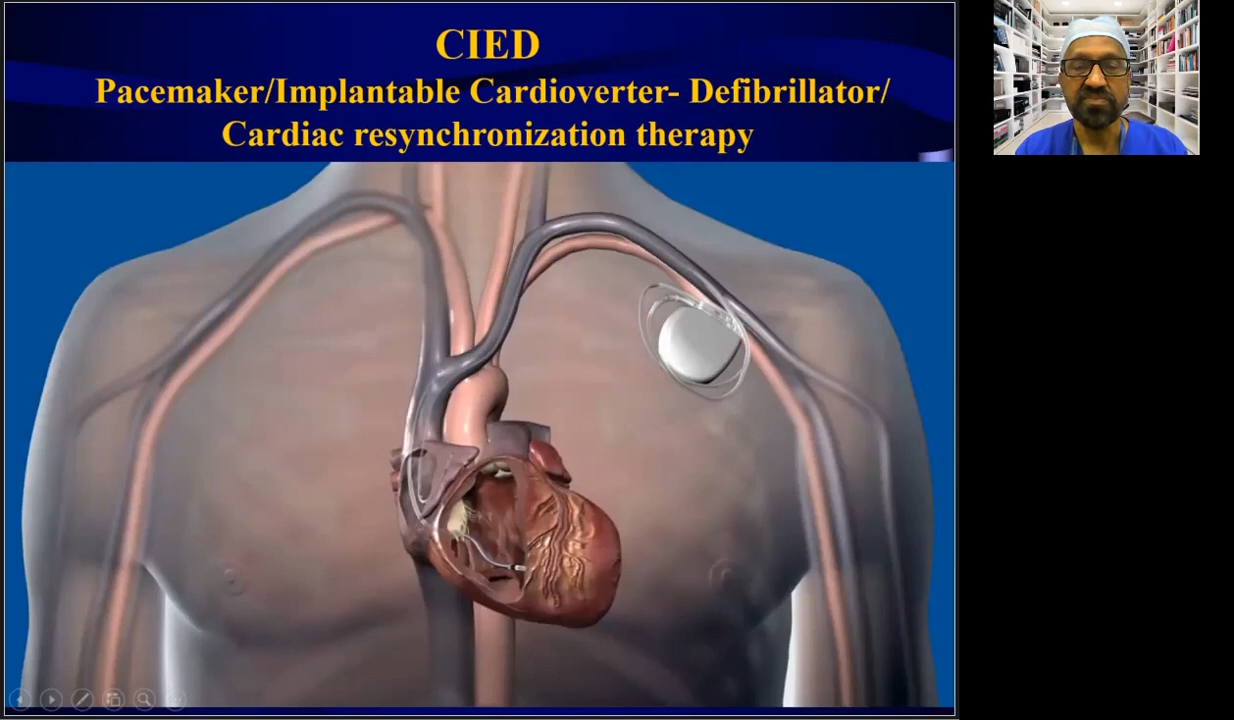 CIED
Pacemaker/Implantable Cardioverter- Defibrillator/
Cardiac resynchronization therapy